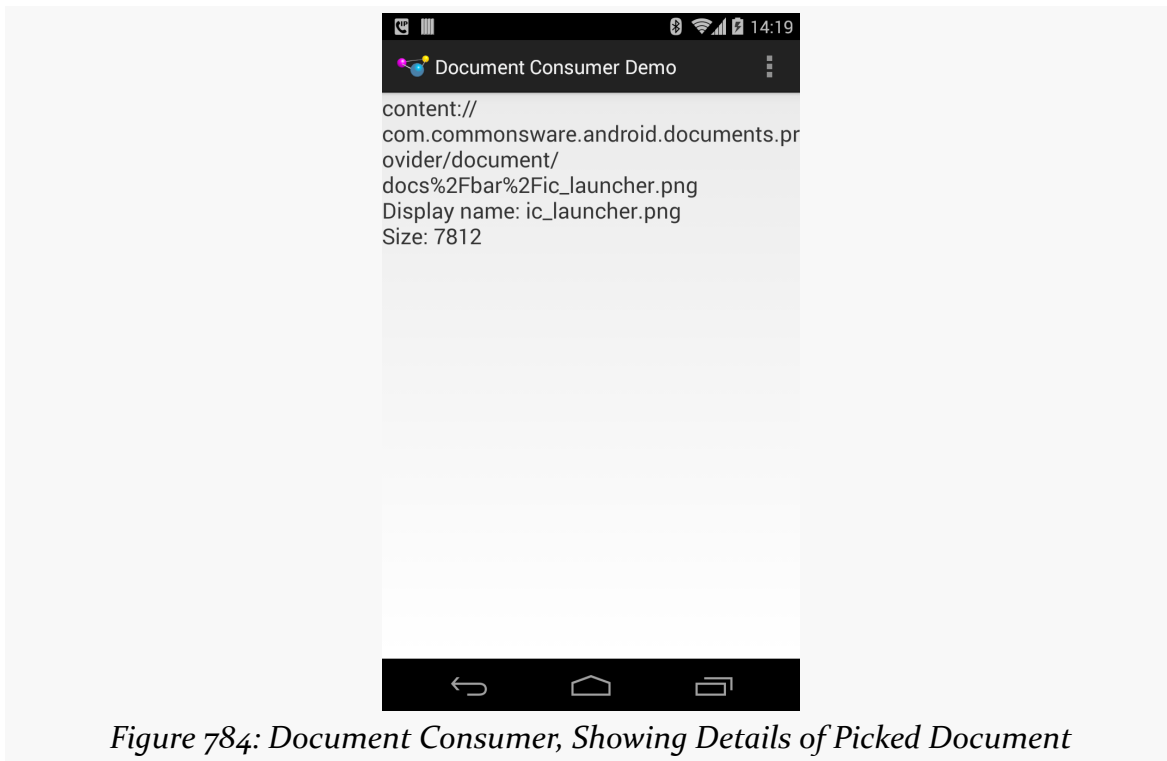 14:19
Document Consumer Demo
content://
com.commonsware.android.documents.pr
ovider/document/
docs%2Fbar%2Fic_launcher.png
Display name: ic_launcher.png
Size: 7812
Figure 784: Document Consumer, Showing Details of Picked Document